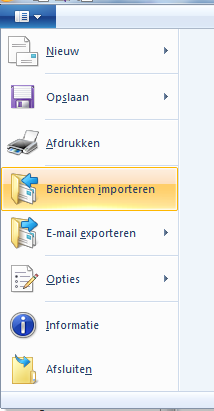 Nieuw
Opslaan
Afdrukken
Berichten importeren
E-mail exporteren
Opties
Informatie
Afsluiten